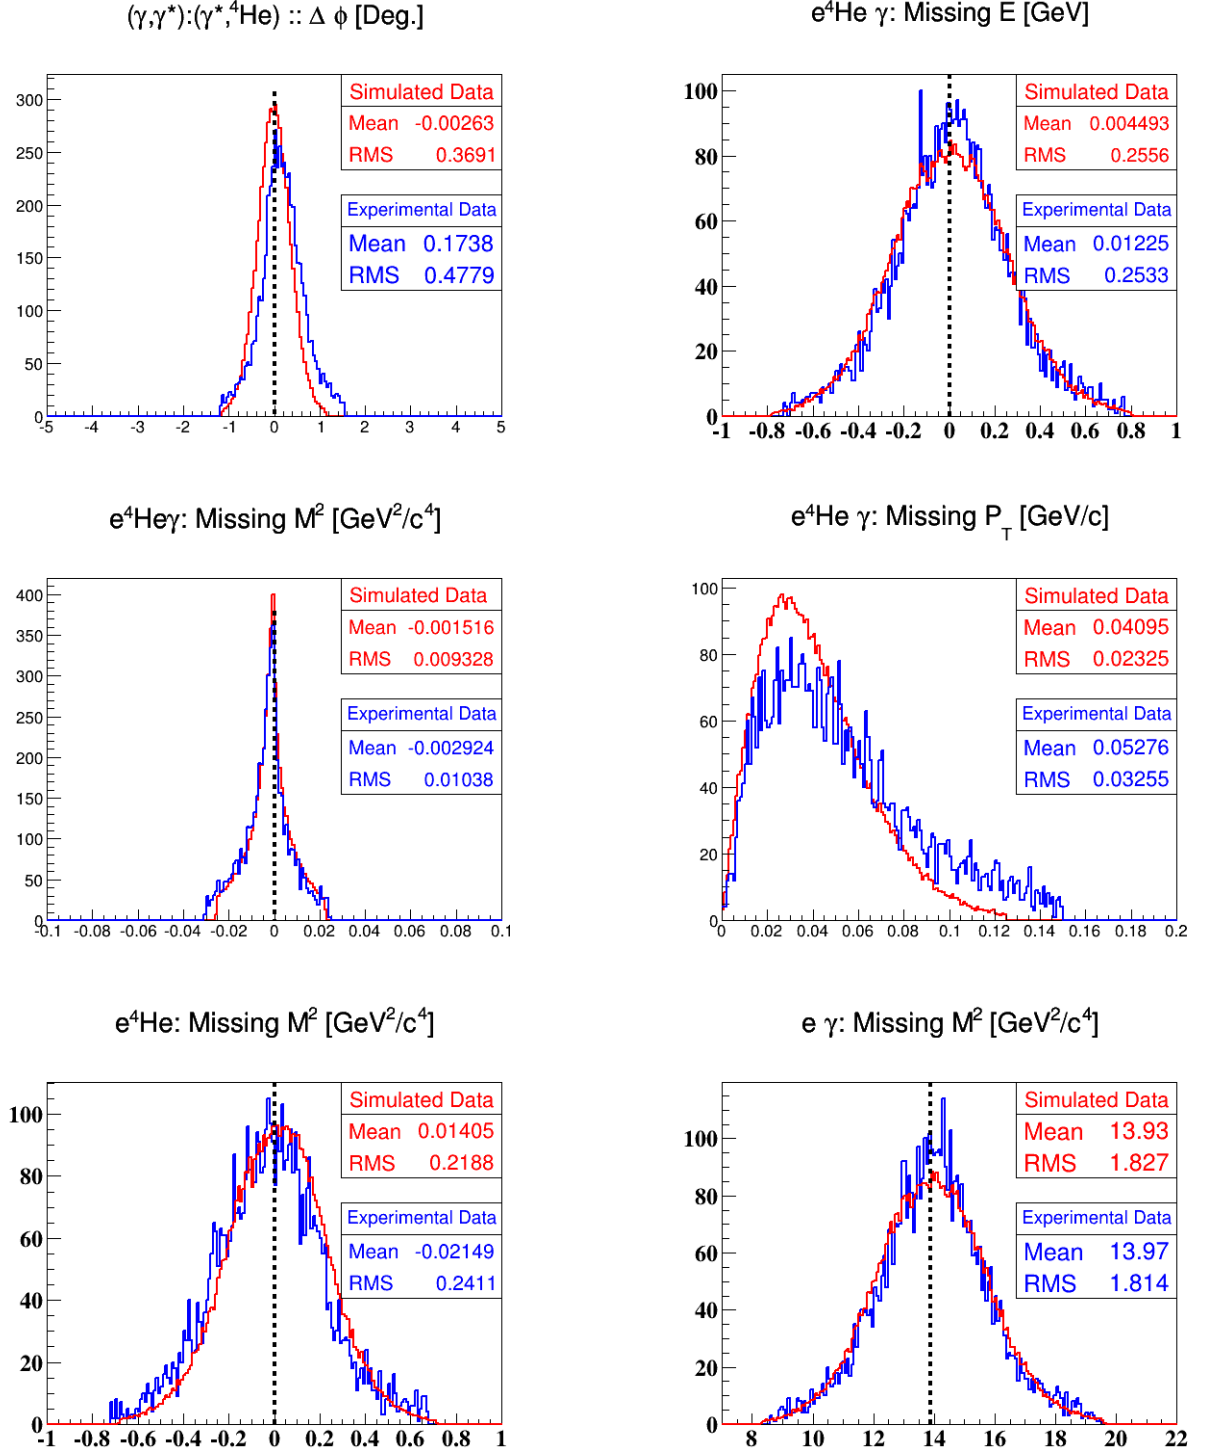 (γ,γ*):(γ*,⁴He) :: Δ ϕ [Deg.]
Simulated Data
Mean -0.00263
RMS 0.3691
Experimental Data
Mean 0.1738
RMS 0.4779
300
250
200
150
100
50
0
-5 -4 -3 -2 -1 0 1 2 3 4 5
e⁴He γ: Missing E [GeV]
Simulated Data
Mean 0.004493
RMS 0.2556
Experimental Data
Mean 0.01225
RMS 0.2533
100
80
60
40
20
0
-1 -0.8 -0.6 -0.4 -0.2 0 0.2 0.4 0.6 0.8 1
e⁴Heγ: Missing M² [GeV²/c⁴]
Simulated Data
Mean -0.001516
RMS 0.009328
Experimental Data
Mean -0.002924
RMS 0.01038
400
350
300
250
200
150
100
50
0
-0.1 -0.08 -0.06 -0.04 -0.02 0 0.02 0.04 0.06 0.08 0.1
e⁴He γ: Missing P_T [GeV/c]
Simulated Data
Mean 0.04095
RMS 0.02325
Experimental Data
Mean 0.05276
RMS 0.03255
100
80
60
40
20
0
0 0.02 0.04 0.06 0.08 0.1 0.12 0.14 0.16 0.18 0.2
e⁴He: Missing M² [GeV²/c⁴]
Simulated Data
Mean 0.01405
RMS 0.2188
Experimental Data
Mean -0.02149
RMS 0.2411
100
80
60
40
20
0
-1 -0.8 -0.6 -0.4 -0.2 0 0.2 0.4 0.6 0.8 1
e γ: Missing M² [GeV²/c⁴]
Simulated Data
Mean 13.93
RMS 1.827
Experimental Data
Mean 13.97
RMS 1.814
100
80
60
40
20
0
8 10 12 14 16 18 20 22